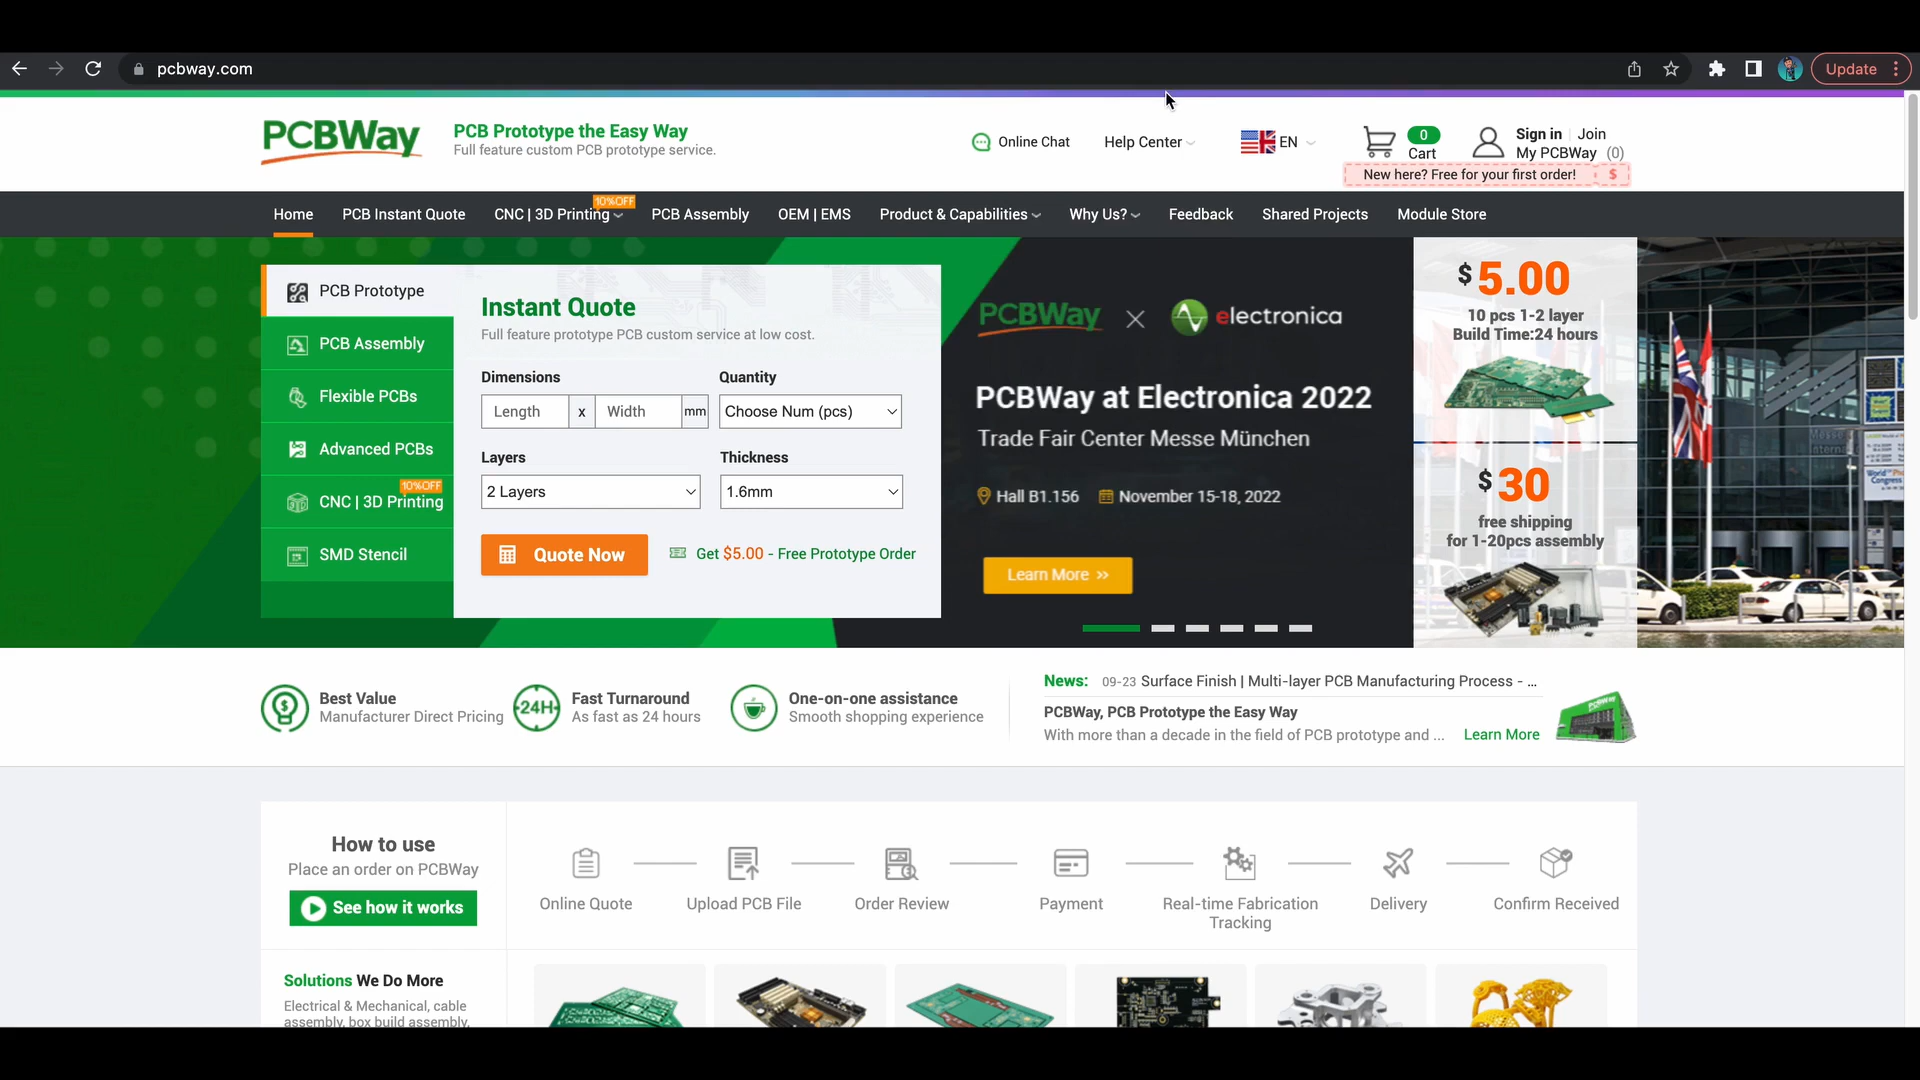 pcbway.com
Update
PCBWay
PCB Prototype the Easy Way
Full feature custom PCB prototype service.
Online Chat
Help Center
EN
0
Cart
Sign in | Join
My PCBWay (0)
New here? Free for your first order! $
10%OFF
Home
PCB Instant Quote
CNC | 3D Printing
PCB Assembly
OEM | EMS
Product & Capabilities
Why Us?
Feedback
Shared Projects
Module Store
PCB Prototype
PCB Assembly
Flexible PCBs
Advanced PCBs
10%OFF
CNC | 3D Printing
SMD Stencil
Instant Quote
Full feature prototype PCB custom service at low cost.
Dimensions
Quantity
Length x Width mm
Choose Num (pcs)
Layers
Thickness
2 Layers
1.6mm
Quote Now
Get $5.00 - Free Prototype Order
PCBWay × electronica
PCBWay at Electronica 2022
Trade Fair Center Messe München
Hall B1.156
November 15-18, 2022
Learn More »
$5.00
10 pcs 1-2 layer
Build Time:24 hours
$30
free shipping
for 1-20pcs assembly
Best Value
Manufacturer Direct Pricing
24H
Fast Turnaround
As fast as 24 hours
One-on-one assistance
Smooth shopping experience
News: 09-23 Surface Finish | Multi-layer PCB Manufacturing Process - ...
PCBWay, PCB Prototype the Easy Way
With more than a decade in the field of PCB prototype and ... Learn More
How to use
Place an order on PCBWay
See how it works
Online Quote
Upload PCB File
Order Review
Payment
Real-time Fabrication
Tracking
Delivery
Confirm Received
Solutions We Do More
Electrical & Mechanical, cable
assembly, box build assembly,